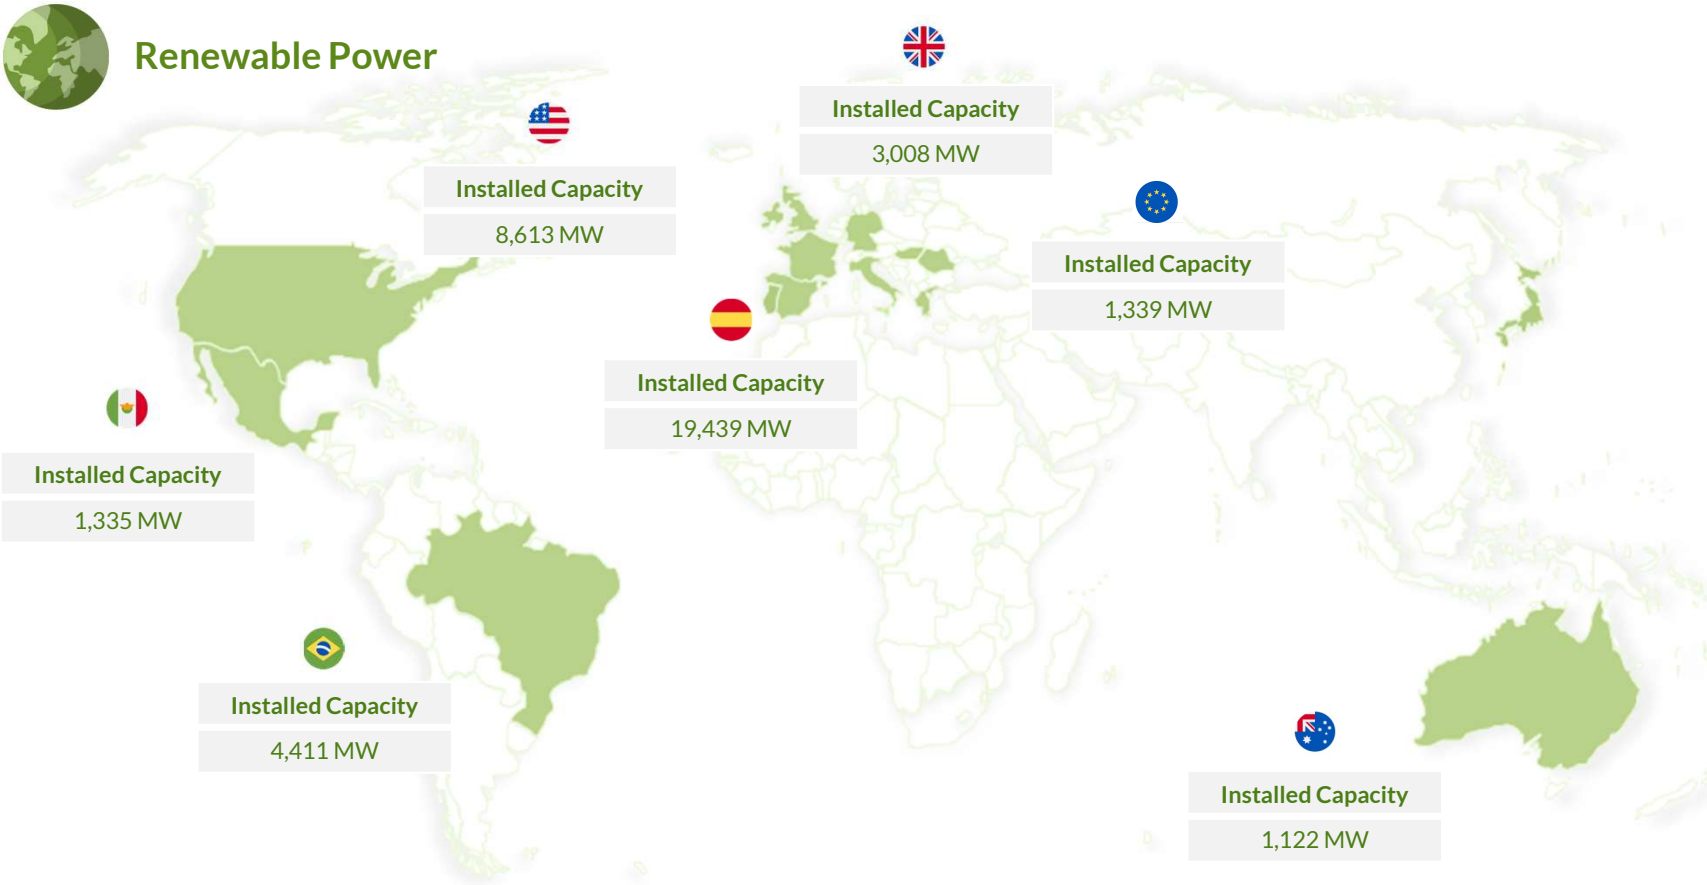 Renewable Power
Installed Capacity
3,008 MW
Installed Capacity
8,613 MW
Installed Capacity
1,339 MW
Installed Capacity
19,439 MW
Installed Capacity
1,335 MW
Installed Capacity
4,411 MW
Installed Capacity
1,122 MW